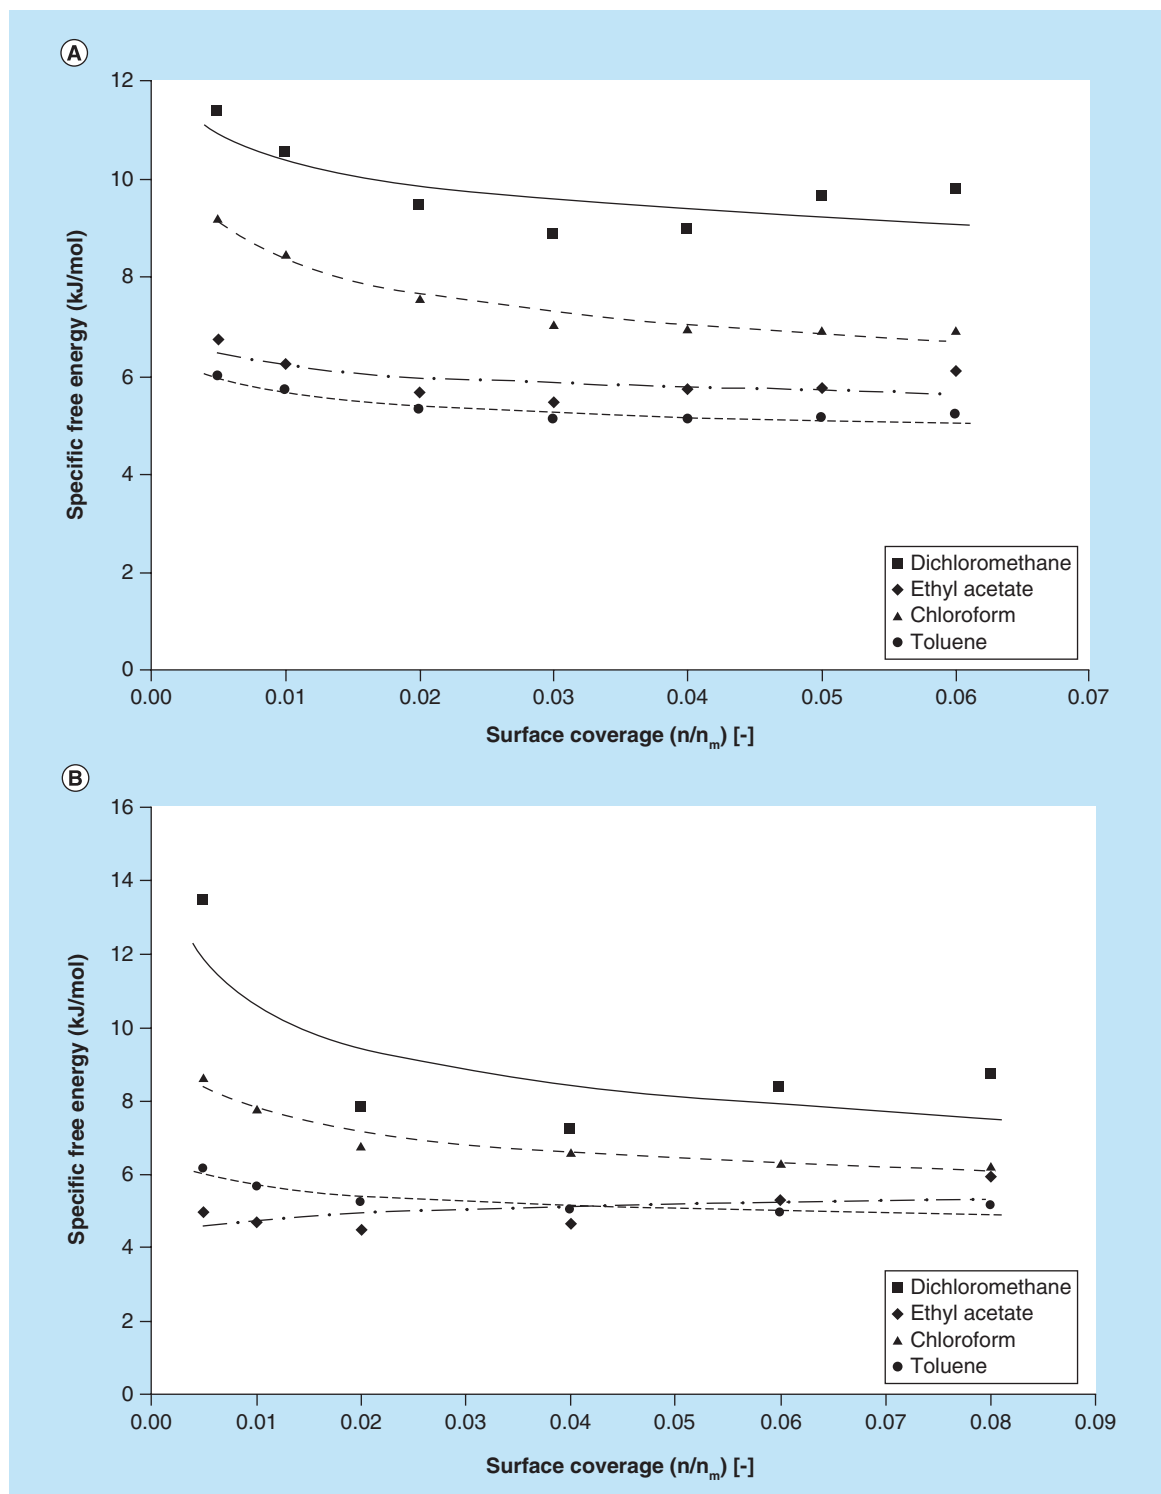 A
12
10
8
6
4
2
0
Specific free energy (kJ/mol)
Dichloromethane
Ethyl acetate
Chloroform
Toluene
0.00 0.01 0.02 0.03 0.04 0.05 0.06 0.07
Surface coverage (n/nm) [-]
B
16
14
12
10
8
6
4
2
0
Specific free energy (kJ/mol)
Dichloromethane
Ethyl acetate
Chloroform
Toluene
0.00 0.01 0.02 0.03 0.04 0.05 0.06 0.07 0.08 0.09
Surface coverage (n/nm) [-]